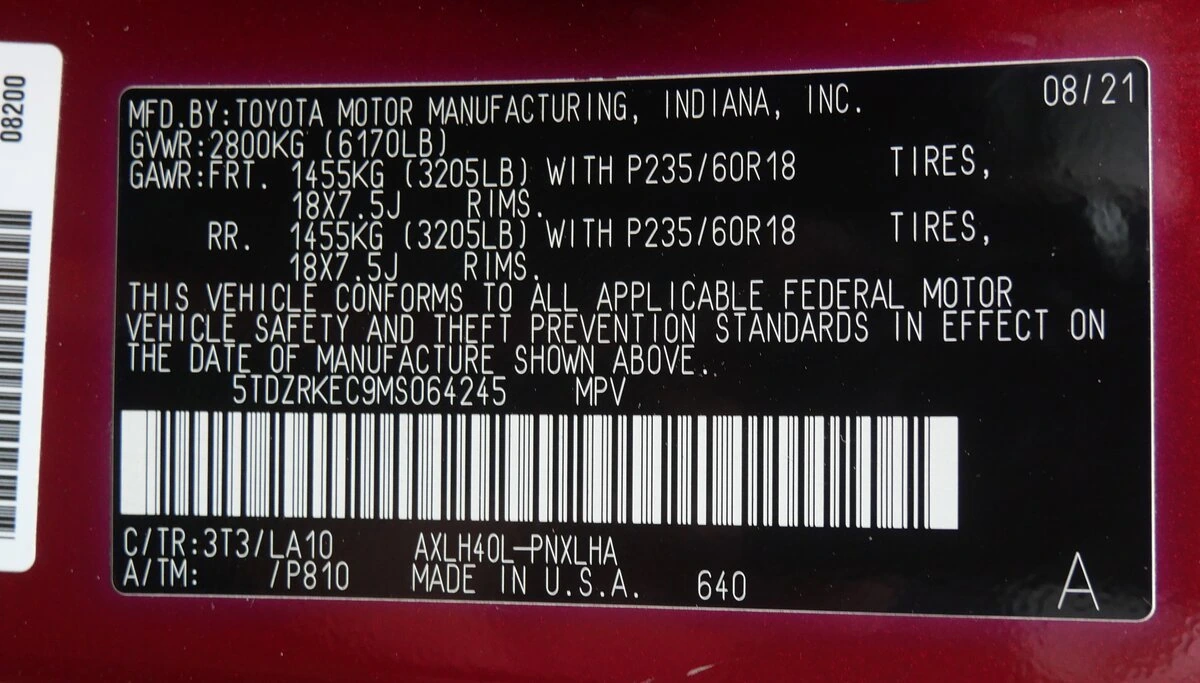 08200
MFD.BY:TOYOTA MOTOR MANUFACTURING, INDIANA, INC. 08/21
GVWR:2800KG (6170LB)
GAWR:FRT. 1455KG (3205LB) WITH P235/60R18 TIRES,
18X7.5J RIMS.
RR. 1455KG (3205LB) WITH P235/60R18 TIRES,
18X7.5J RIMS.
THIS VEHICLE CONFORMS TO ALL APPLICABLE FEDERAL MOTOR
VEHICLE SAFETY AND THEFT PREVENTION STANDARDS IN EFFECT ON
THE DATE OF MANUFACTURE SHOWN ABOVE..
5TDZRKEC9MS064245 MPV
C/TR:3T3/LA10 AXLH40L-PNXLHA
A/TM: /P810 MADE IN U.S.A. 640 A